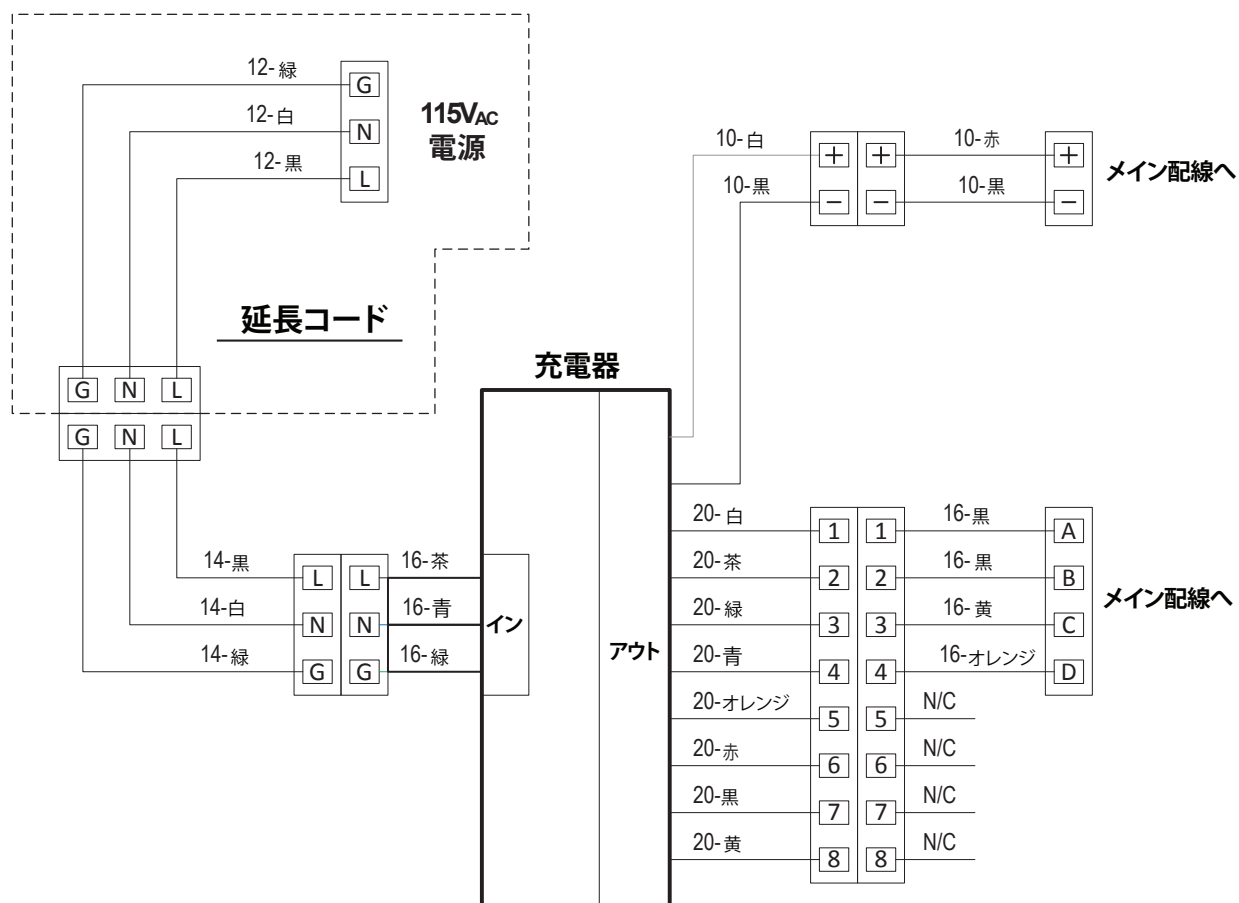 12-緑
G
12-白
N
12-黒
L
115VAC
電源
延長コード
G N L
G N L
14-黒
L L
16-茶
14-白
N N
16-青
14-緑
G G
16-緑
充電器
イン
アウト
10-白
+ +
10-赤
+
10-黒
− −
10-黒
−
メイン配線へ
20-白
1 1
16-黒
A
20-茶
2 2
16-黒
B
20-緑
3 3
16-黄
C
20-青
4 4
16-オレンジ
D
メイン配線へ
20-オレンジ
5 5
N/C
20-赤
6 6
N/C
20-黒
7 7
N/C
20-黄
8 8
N/C